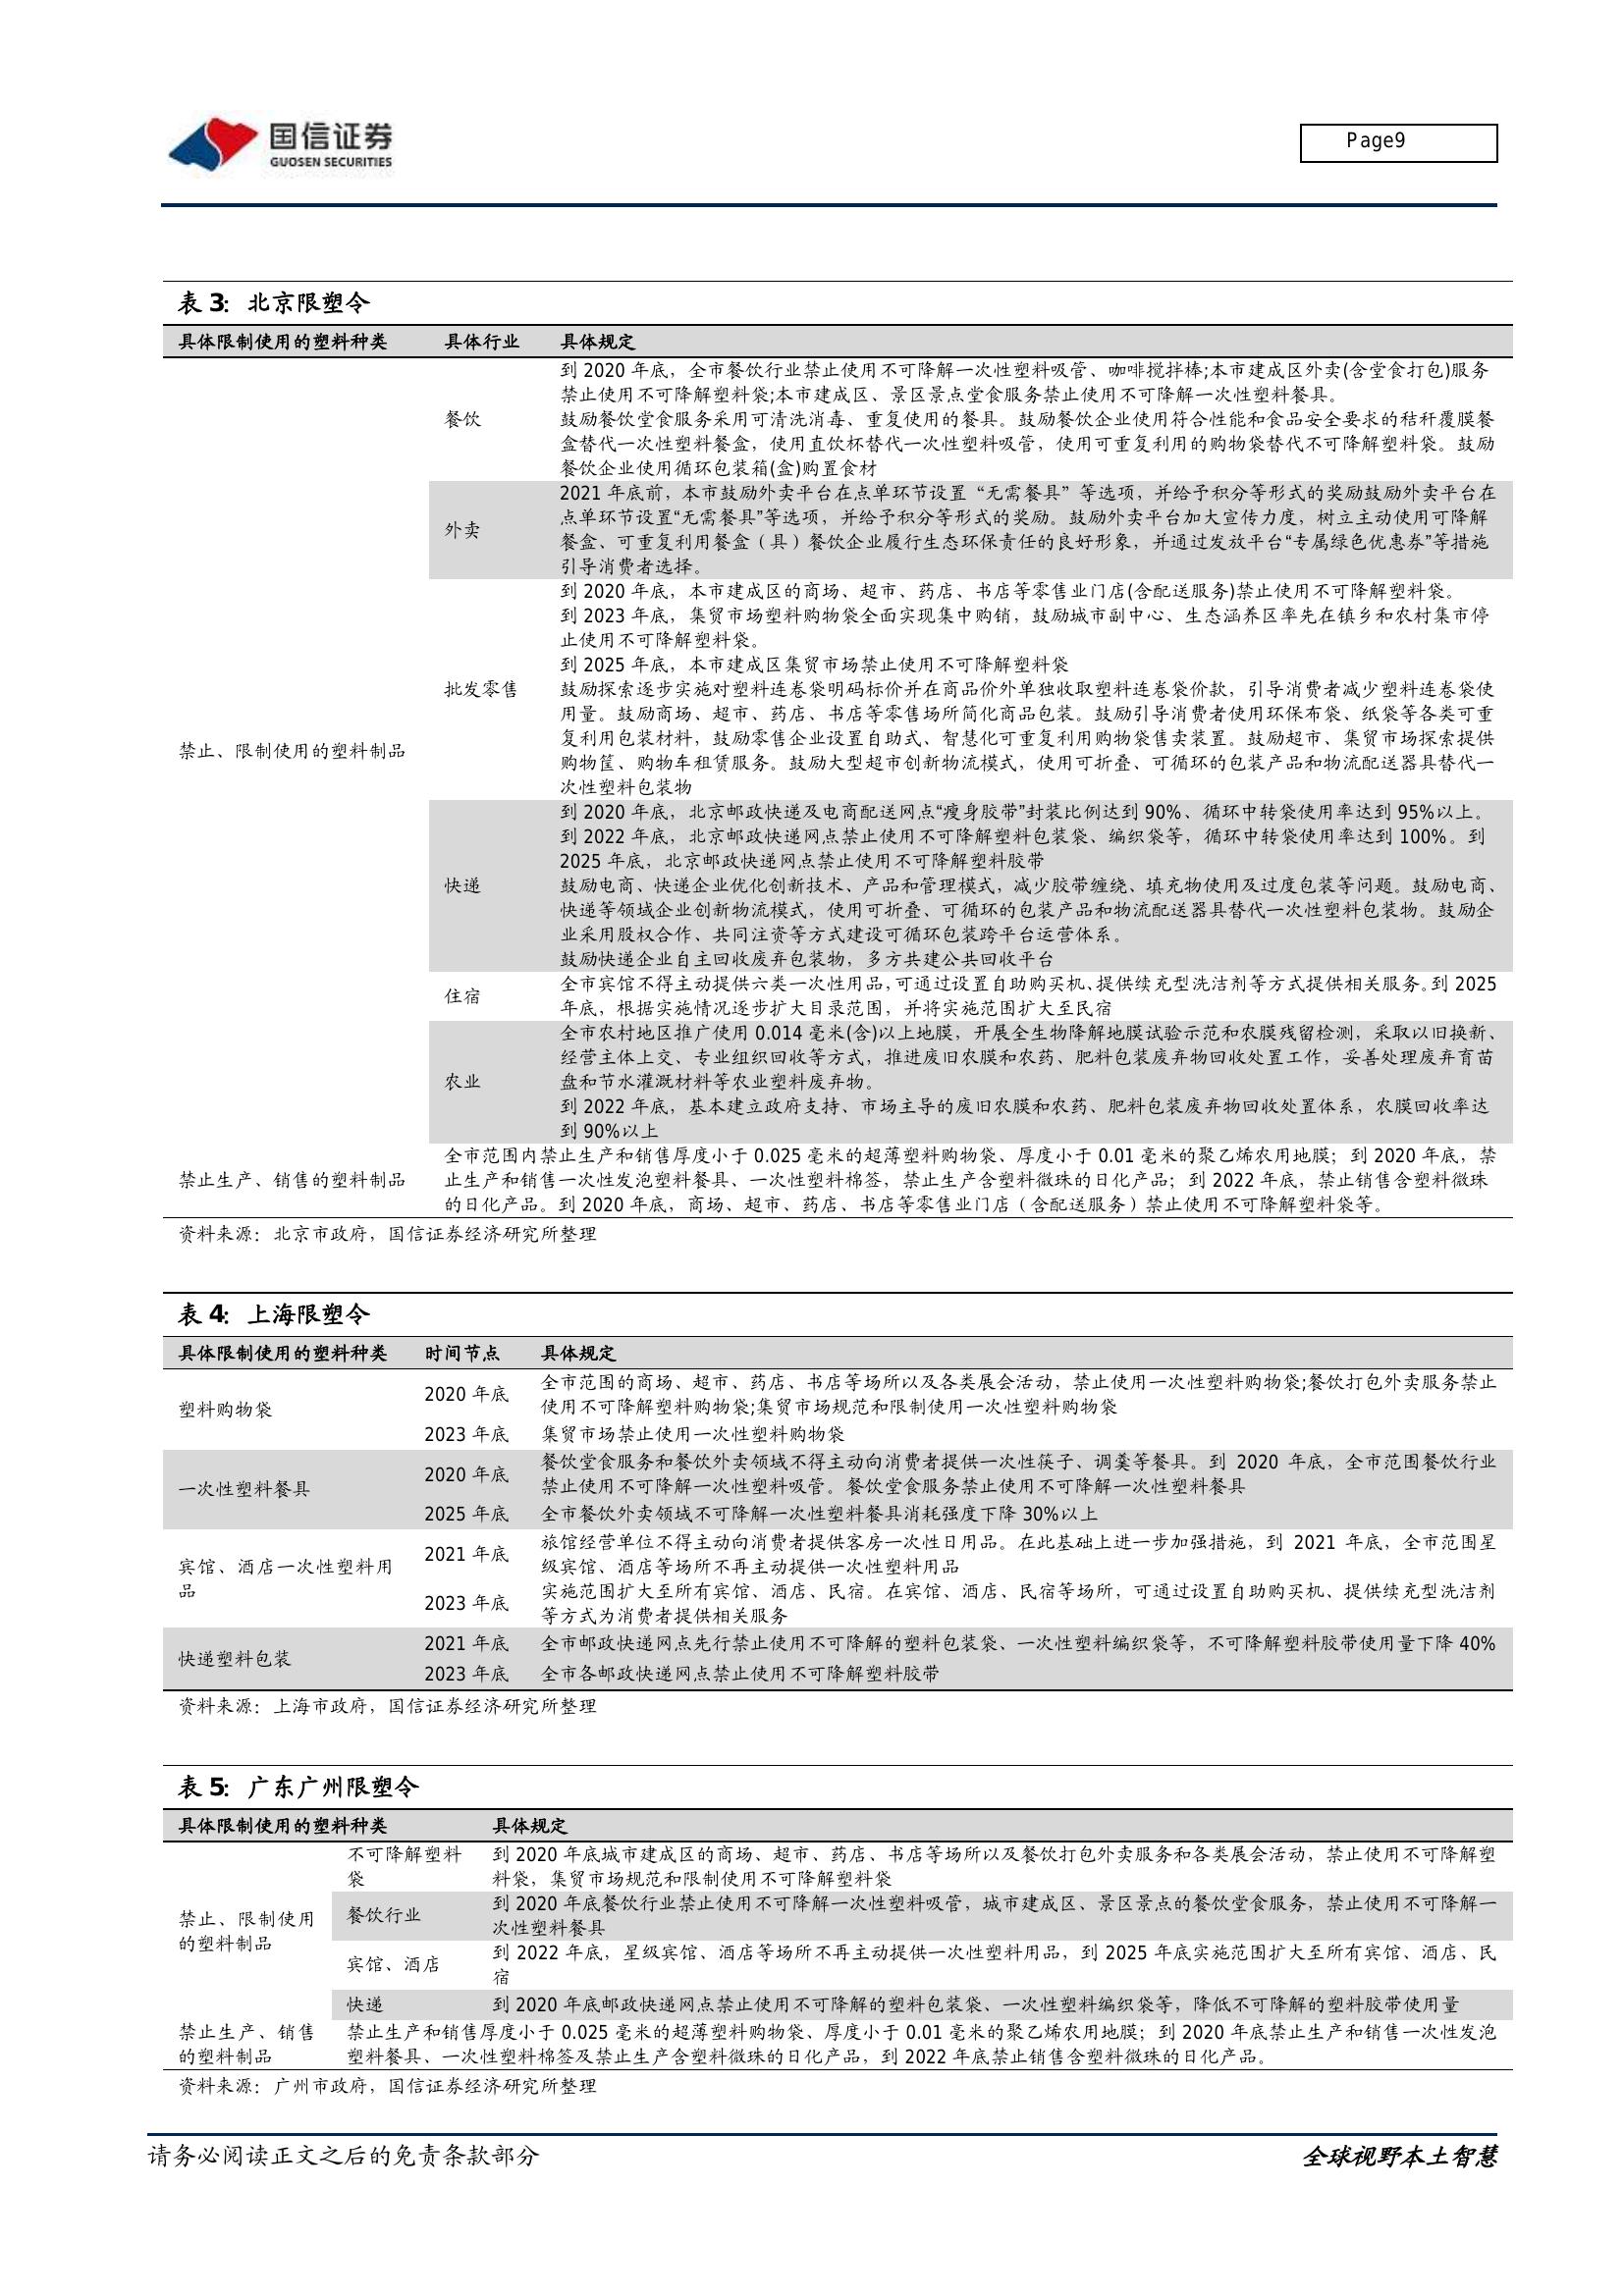 国信证券
GUOSEN SECURITIES
Page9
表 3：北京限塑令
具体限制使用的塑料种类 具体行业 具体规定
禁止、限制使用的塑料制品
餐饮
到 2020 年底，全市餐饮行业禁止使用不可降解一次性塑料吸管、咖啡搅拌棒;本市建成区外卖(含堂食打包)服务
禁止使用不可降解塑料袋;本市建成区、景区景点堂食服务禁止使用不可降解一次性塑料餐具。
鼓励餐饮堂食服务采用可清洗消毒、重复使用的餐具。鼓励餐饮企业使用符合性能和食品安全要求的秸秆覆膜餐
盒替代一次性塑料餐盒，使用直饮杯替代一次性塑料吸管，使用可重复利用的购物袋替代不可降解塑料袋。鼓励
餐饮企业使用循环包装箱(盒)购置食材
外卖
2021 年底前，本市鼓励外卖平台在点单环节设置“无需餐具”等选项，并给予积分等形式的奖励鼓励外卖平台在
点单环节设置“无需餐具”等选项，并给予积分等形式的奖励。鼓励外卖平台加大宣传力度，树立主动使用可降解
餐盒、可重复利用餐盒（具）餐饮企业履行生态环保责任的良好形象，并通过发放平台“专属绿色优惠券”等措施
引导消费者选择。
批发零售
到 2020 年底，本市建成区的商场、超市、药店、书店等零售业门店(含配送服务)禁止使用不可降解塑料袋。
到 2023 年底，集贸市场塑料购物袋全面实现集中购销，鼓励城市副中心、生态涵养区率先在镇乡和农村集市停
止使用不可降解塑料袋。
到 2025 年底，本市建成区集贸市场禁止使用不可降解塑料袋
鼓励探索逐步实施对塑料连卷袋明码标价并在商品价外单独收取塑料连卷袋价款，引导消费者减少塑料连卷袋使
用量。鼓励商场、超市、药店、书店等零售场所简化商品包装。鼓励引导消费者使用环保布袋、纸袋等各类可重
复利用包装材料，鼓励零售企业设置自助式、智慧化可重复利用购物袋售卖装置。鼓励超市、集贸市场探索提供
购物筐、购物车租赁服务。鼓励大型超市创新物流模式，使用可折叠、可循环的包装产品和物流配送器具替代一
次性塑料包装物
快递
到 2020 年底，北京邮政快递及电商配送网点“瘦身胶带”封装比例达到 90%、循环中转袋使用率达到 95%以上。
到 2022 年底，北京邮政快递网点禁止使用不可降解塑料包装袋、编织袋等，循环中转袋使用率达到 100%。到
2025 年底，北京邮政快递网点禁止使用不可降解塑料胶带
鼓励电商、快递企业优化创新技术、产品和管理模式，减少胶带缠绕、填充物使用及过度包装等问题。鼓励电商、
快递等领域企业创新物流模式，使用可折叠、可循环的包装产品和物流配送器具替代一次性塑料包装物。鼓励企
业采用股权合作、共同注资等方式建设可循环包装跨平台运营体系。
鼓励快递企业自主回收废弃包装物，多方共建公共回收平台
住宿
全市宾馆不得主动提供六类一次性用品,可通过设置自助购买机、提供续充型洗洁剂等方式提供相关服务。到 2025
年底，根据实施情况逐步扩大目录范围，并将实施范围扩大至民宿
农业
全市农村地区推广使用 0.014 毫米(含)以上地膜，开展全生物降解地膜试验示范和农膜残留检测，采取以旧换新、
经营主体上交、专业组织回收等方式，推进废旧农膜和农药、肥料包装废弃物回收处置工作，妥善处理废弃育苗
盘和节水灌溉材料等农业塑料废弃物。
到 2022 年底，基本建立政府支持、市场主导的废旧农膜和农药、肥料包装废弃物回收处置体系，农膜回收率达
到 90%以上
禁止生产、销售的塑料制品
全市范围内禁止生产和销售厚度小于 0.025 毫米的超薄塑料购物袋、厚度小于 0.01 毫米的聚乙烯农用地膜；到 2020 年底，禁
止生产和销售一次性发泡塑料餐具、一次性塑料棉签，禁止生产含塑料微珠的日化产品；到 2022 年底，禁止销售含塑料微珠
的日化产品。到 2020 年底，商场、超市、药店、书店等零售业门店（含配送服务）禁止使用不可降解塑料袋等。
资料来源：北京市政府，国信证券经济研究所整理
表 4：上海限塑令
具体限制使用的塑料种类 时间节点 具体规定
塑料购物袋
2020 年底
全市范围的商场、超市、药店、书店等场所以及各类展会活动，禁止使用一次性塑料购物袋;餐饮打包外卖服务禁止
使用不可降解塑料购物袋;集贸市场规范和限制使用一次性塑料购物袋
2023 年底 集贸市场禁止使用一次性塑料购物袋
一次性塑料餐具
2020 年底
餐饮堂食服务和餐饮外卖领域不得主动向消费者提供一次性筷子、调羹等餐具。到 2020 年底，全市范围餐饮行业
禁止使用不可降解一次性塑料吸管。餐饮堂食服务禁止使用不可降解一次性塑料餐具
2025 年底 全市餐饮外卖领域不可降解一次性塑料餐具消耗强度下降 30%以上
宾馆、酒店一次性塑料用
品
2021 年底
旅馆经营单位不得主动向消费者提供客房一次性日用品。在此基础上进一步加强措施，到 2021 年底，全市范围星
级宾馆、酒店等场所不再主动提供一次性塑料用品
2023 年底
实施范围扩大至所有宾馆、酒店、民宿。在宾馆、酒店、民宿等场所，可通过设置自助购买机、提供续充型洗洁剂
等方式为消费者提供相关服务
快递塑料包装
2021 年底 全市邮政快递网点先行禁止使用不可降解的塑料包装袋、一次性塑料编织袋等，不可降解塑料胶带使用量下降 40%
2023 年底 全市各邮政快递网点禁止使用不可降解塑料胶带
资料来源：上海市政府，国信证券经济研究所整理
表 5：广东广州限塑令
具体限制使用的塑料种类 具体规定
禁止、限制使用
的塑料制品
不可降解塑料
袋
到 2020 年底城市建成区的商场、超市、药店、书店等场所以及餐饮打包外卖服务和各类展会活动，禁止使用不可降解塑
料袋，集贸市场规范和限制使用不可降解塑料袋
餐饮行业
到 2020 年底餐饮行业禁止使用不可降解一次性塑料吸管，城市建成区、景区景点的餐饮堂食服务，禁止使用不可降解一
次性塑料餐具
宾馆、酒店
到 2022 年底，星级宾馆、酒店等场所不再主动提供一次性塑料用品，到 2025 年底实施范围扩大至所有宾馆、酒店、民
宿
快递 到 2020 年底邮政快递网点禁止使用不可降解的塑料包装袋、一次性塑料编织袋等，降低不可降解的塑料胶带使用量
禁止生产、销售
的塑料制品
禁止生产和销售厚度小于 0.025 毫米的超薄塑料购物袋、厚度小于 0.01 毫米的聚乙烯农用地膜；到 2020 年底禁止生产和销售一次性发泡
塑料餐具、一次性塑料棉签及禁止生产含塑料微珠的日化产品，到 2022 年底禁止销售含塑料微珠的日化产品。
资料来源：广州市政府，国信证券经济研究所整理
请务必阅读正文之后的免责条款部分
全球视野本土智慧